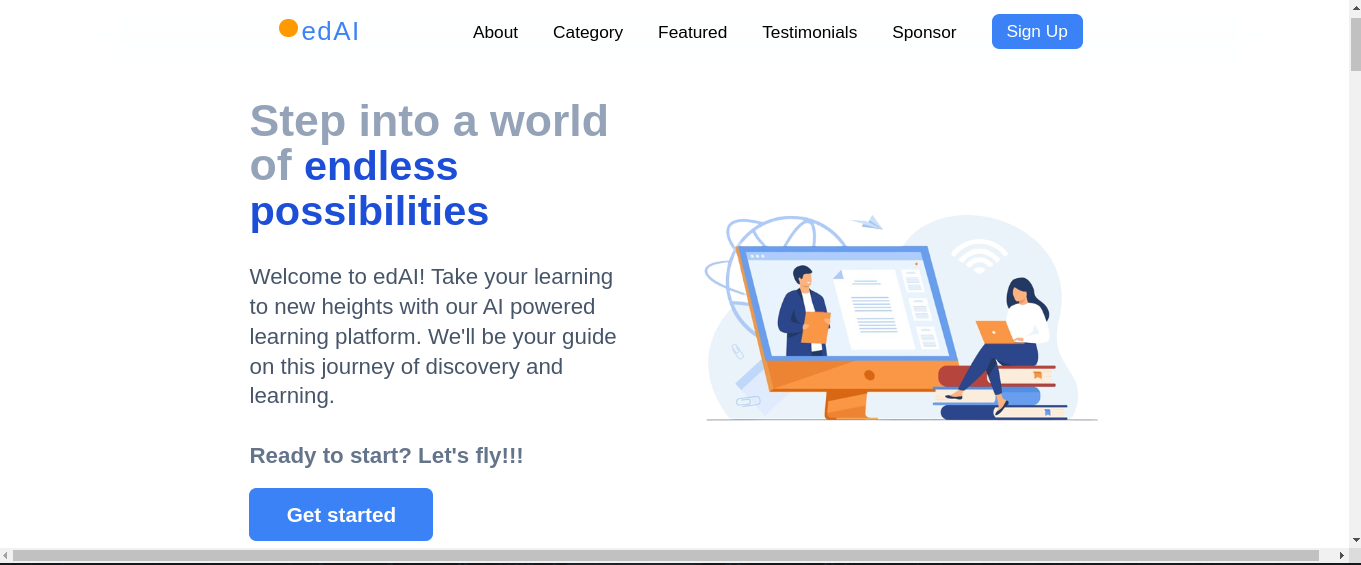 edAI
About
Category
Featured
Testimonials
Sponsor
Sign Up
Step into a world
of endless
possibilities
Welcome to edAI! Take your learning
to new heights with our AI powered
learning platform. We'll be your guide
on this journey of discovery and
learning.
Ready to start? Let's fly!!!
Get started